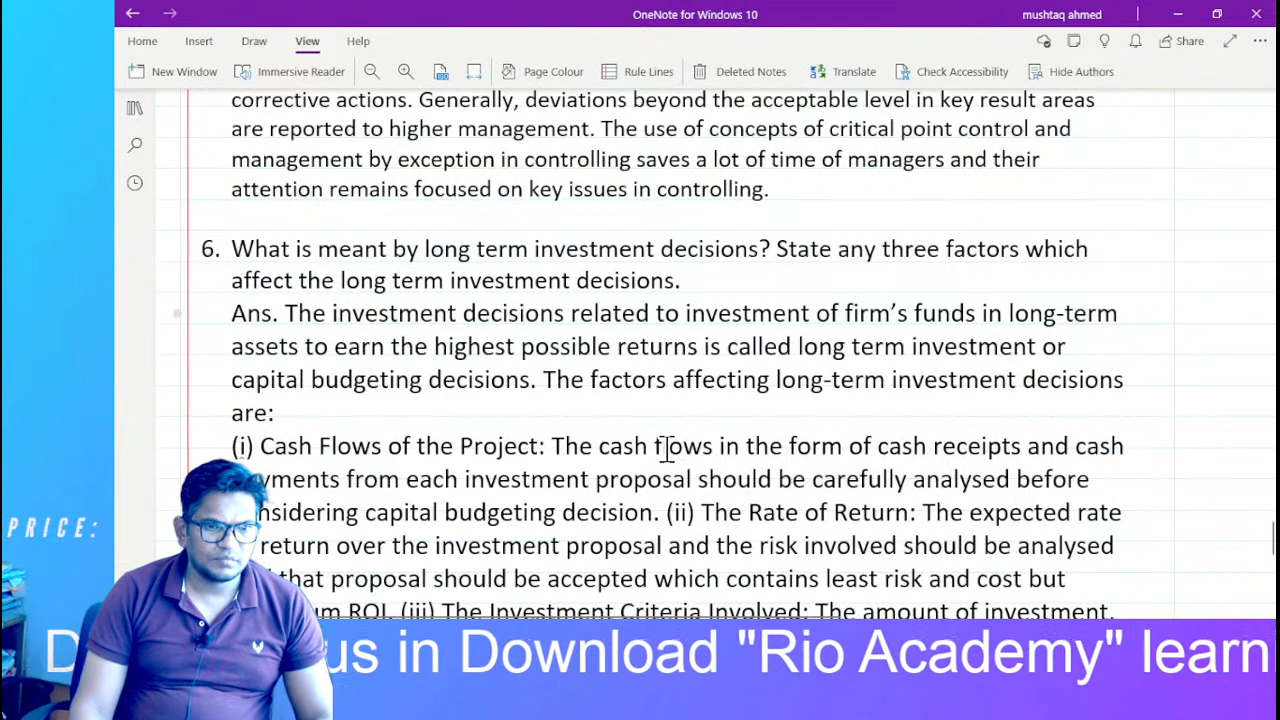 OneNote for Windows 10
mushtaq ahmed
Home Insert Draw View Help
Share
New Window Immersive Reader Page Colour Rule Lines Deleted Notes Translate Check Accessibility Hide Authors
corrective actions. Generally, deviations beyond the acceptable level in key result areas
are reported to higher management. The use of concepts of critical point control and
management by exception in controlling saves a lot of time of managers and their
attention remains focused on key issues in controlling.
6. What is meant by long term investment decisions? State any three factors which
affect the long term investment decisions.
Ans. The investment decisions related to investment of firm's funds in long-term
assets to earn the highest possible returns is called long term investment or
capital budgeting decisions. The factors affecting long-term investment decisions
are:
(i) Cash Flows of the Project: The cash flows in the form of cash receipts and cash
yments from each investment proposal should be carefully analysed before
nsidering capital budgeting decision. (ii) The Rate of Return: The expected rate
return over the investment proposal and the risk involved should be analysed
that proposal should be accepted which contains least risk and cost but
um ROI. (iii) The Investment Criteria Involved: The amount of investment,
PRICE:
D us in Download "Rio Academy" learn